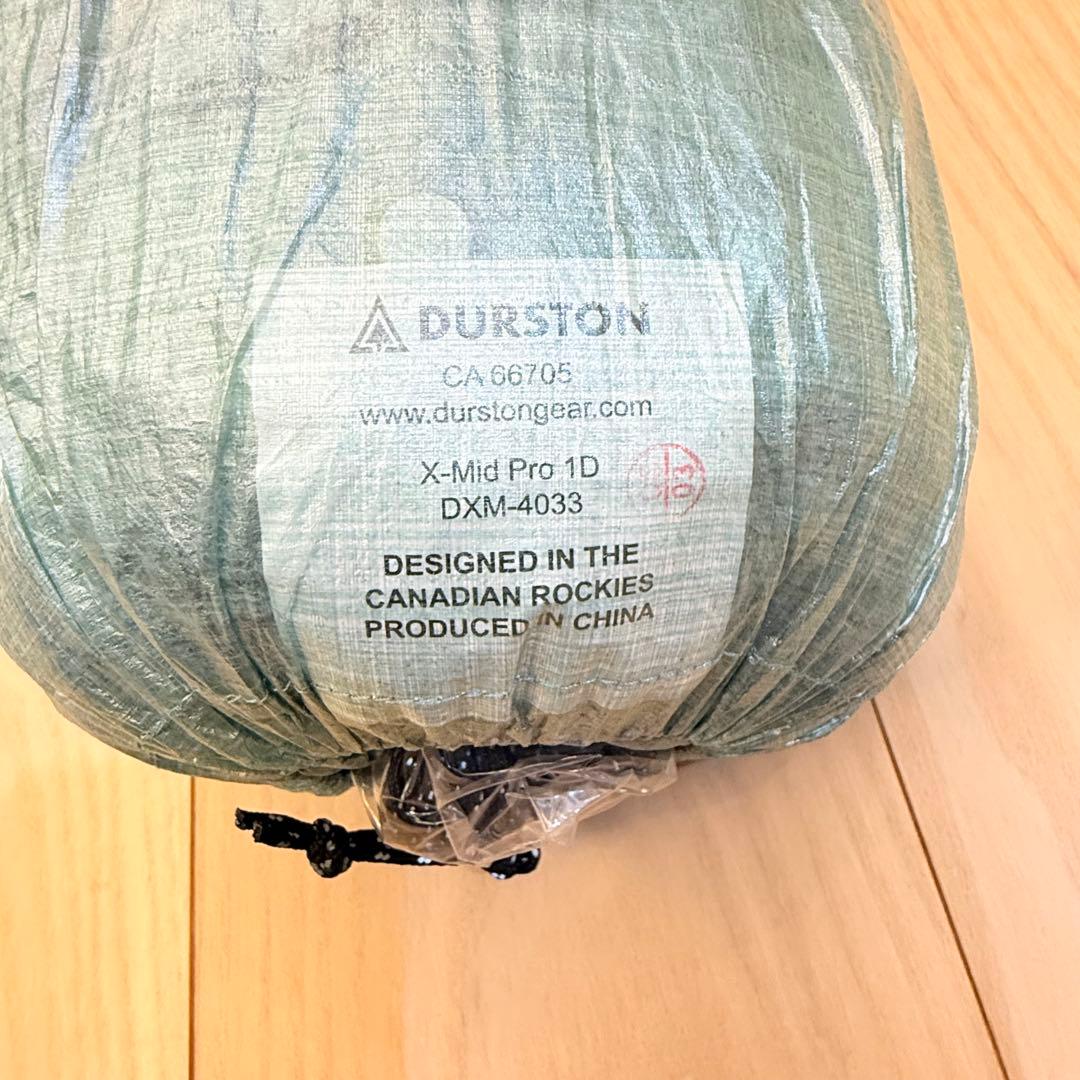 DURSTON
CA 66705
www.durstongear.com
X-Mid Pro 1D
DXM-4033
DESIGNED IN THE
CANADIAN ROCKIES
PRODUCED IN CHINA